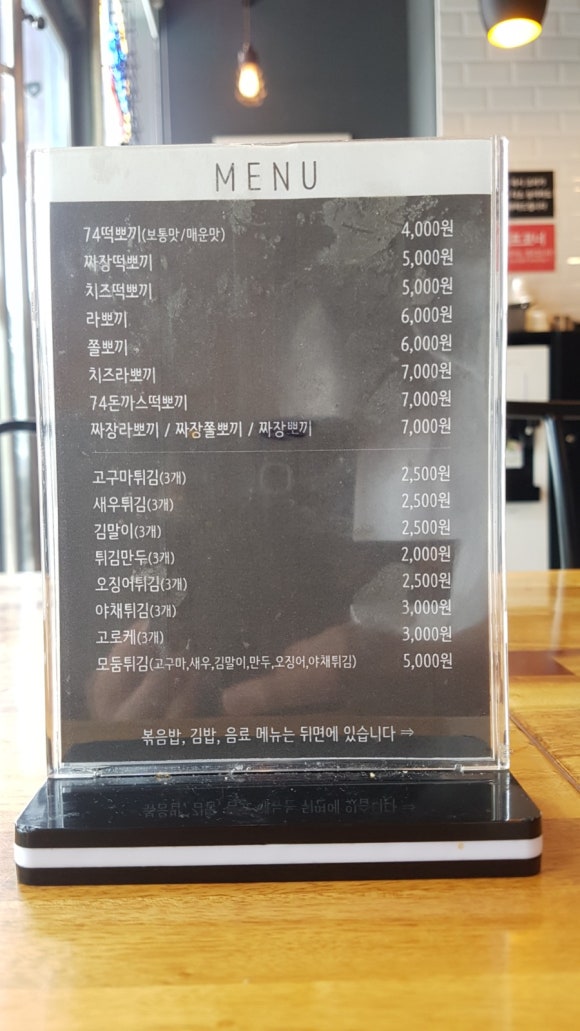 MENU
74떡뽀끼(보통맛/매운맛) 4,000원
짜장떡뽀끼 5,000원
치즈떡뽀끼 5,000원
라뽀끼 6,000원
쫄뽀끼 6,000원
치즈라뽀끼 7,000원
74돈까스떡뽀끼 7,000원
짜장라뽀끼 / 짜장쫄뽀끼 / 짜장뽄끼 7,000원
고구마튀김(3개) 2,500원
새우튀김(3개) 2,500원
김말이(3개) 2,500원
튀김만두(3개) 2,000원
오징어튀김(3개) 2,500원
야채튀김(3개) 3,000원
고로케(3개) 3,000원
모둠튀김(고구마,새우,김말이,만두,오징어,야채튀김) 5,000원
볶음밥, 김밥, 음료 메뉴는 뒤면에 있습니다 ⇒